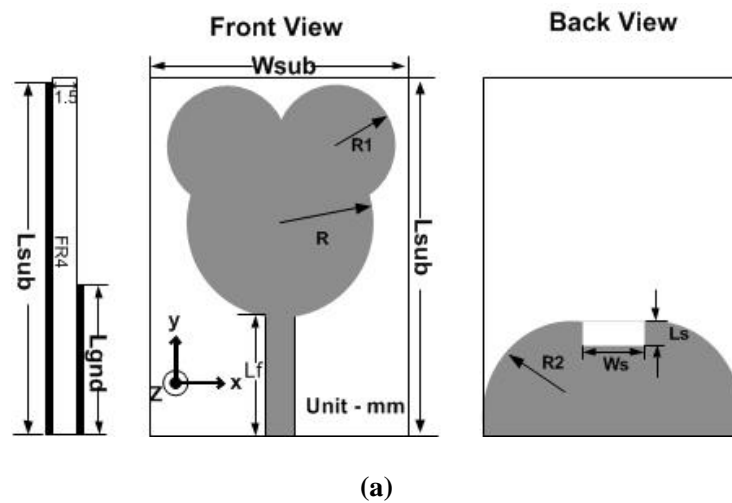 Front View
Back View
Wsub
1.5
R1
R
Lsub
FR4
Lgnd
Lsub
y
x
Z
Lf
Unit - mm
Ls
Ws
R2
(a)